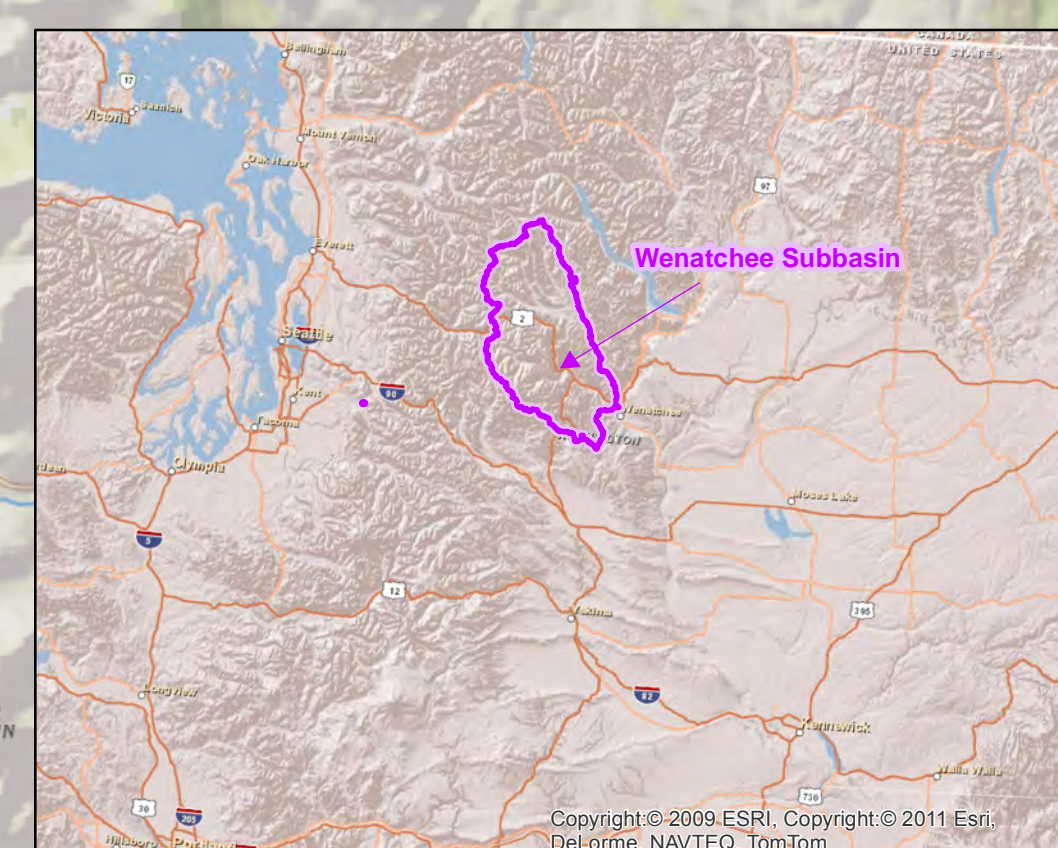 CANADA
UNITED STATES
Bellingham
17
Saanich
Victoria
Mount Vernon
Oak Harbor
97
Everett
Wenatchee Subbasin
2
Seattle
90
Kent
Wenatchee
Tacoma
Olympia
Moses Lake
5
12
395
Yakima
Longview
82
Kennewick
Walla Walla
730
30
205
Hillsboro
Portland
Copyright:© 2009 ESRI, Copyright:© 2011 Esri,
DeLorme, NAVTEQ, TomTom